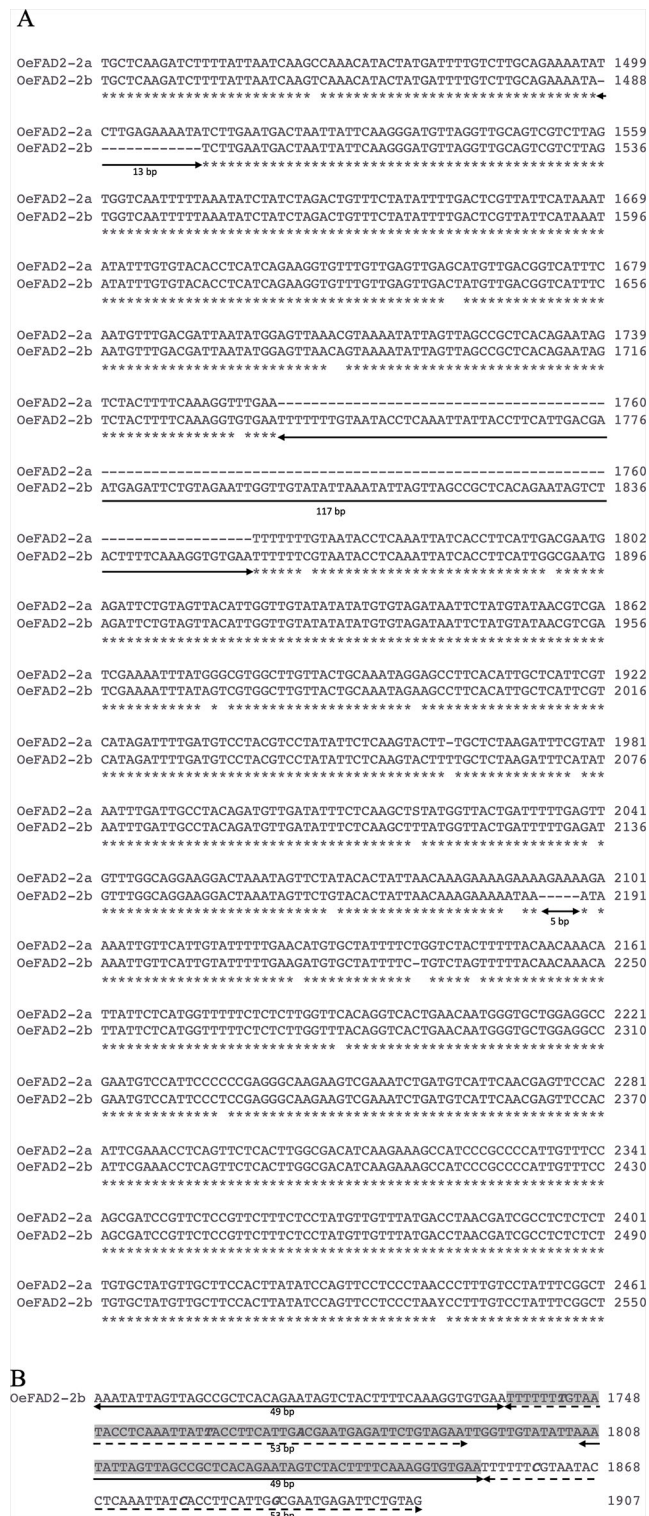 A
OeFAD2-2a TGCTCAAGATCTTTTATTAATCAAGCCAAACATACTATGATTTTGTCTTGCAGAAAATAT 1499
OeFAD2-2b TGCTCAAGATCTTTTATTAATCAAGTCAAACATACTATGATTTTGTCTTGCAGAAAATA- 1488
************************* *********************************
OeFAD2-2a CTTGAGAAAATATCTTGAATGACTAATTATTCAAGGGATGTTAGGTTGCAGTCGTCTTAG 1559
OeFAD2-2b ------------TCTTGAATGACTAATTATTCAAGGGATGTTAGGTTGCAGTCGTCTTAG 1536
************************************************
13 bp
OeFAD2-2a TGGTCAATTTTTAAATATCTATCTAGACTGTTTCTATATTTTGACTCGTTATTCATAAAT 1669
OeFAD2-2b TGGTCAATTTTTAAATATCTATCTAGACTGTTTCTATATTTTGACTCGTTATTCATAAAT 1596
************************************************************
OeFAD2-2a ATATTTGTGTACACCTCATCAGAAGGTGTTTGTTGAGTTGAGCATGTTGACGGTCATTTC 1679
OeFAD2-2b ATATTTGTGTACACCTCATCAGAAGGTGTTTGTTGAGTTGACTATGTTGACGGTCATTTC 1656
*****************************************  *****************
OeFAD2-2a AATGTTTGACGATTAATATGGAGTTAAACGTAAAATATTAGTTAGCCGCTCACAGAATAG 1739
OeFAD2-2b AATGTTTGACGATTAATATGGAGTTAACAGTAAAATATTAGTTAGCCGCTCACAGAATAG 1716
***************************  *******************************
OeFAD2-2a TCTACTTTTCAAAGGTTTGAA--------------------------------------- 1760
OeFAD2-2b TCTACTTTTCAAAGGTGTGAATTTTTTTGTAATACCTCAAATTATTACCTTCATTGACGA 1776
**************** ****
OeFAD2-2a ------------------------------------------------------------ 1760
OeFAD2-2b ATGAGATTCTGTAGAATTGGTTGTATATTAAATATTAGTTAGCCGCTCACAGAATAGTCT 1836
117 bp
OeFAD2-2a ------------------TTTTTTTGTAATACCTCAAATTATCACCTTCATTGACGAATG 1802
OeFAD2-2b ACTTTTCAAAGGTGTGAATTTTTTCGTAATACCTCAAATTATCACCTTCATTGGCGAATG 1896
****** **************************** ******
OeFAD2-2a AGATTCTGTAGTTACATTGGTTGTATATATATGTGTAGATAATTCTATGTATAACGTCGA 1862
OeFAD2-2b AGATTCTGTAGTTACATTGGTTGTATATATATGTGTAGATAATTCTATGTATAACGTCGA 1956
************************************************************
OeFAD2-2a TCGAAAATTTATGGGCGTGGCTTGTTACTGCAAATAGGAGCCTTCACATTGCTCATTCGT 1922
OeFAD2-2b TCGAAAATTTATAGTCGTGGCTTGTTACTGCAAATAGAAGCCTTCACATTGCTCATTCGT 2016
************ * ********************** **********************
OeFAD2-2a CATAGATTTTGATGTCCTACGTCCTATATTCTCAAGTACTT-TGCTCTAAGATTTCGTAT 1981
OeFAD2-2b CATAGATTTTGATGTCCTACGTCCTATATTCTCAAGTACTTTTGCTCTAAGATTTCATAT 2076
***************************************** ************** ***
OeFAD2-2a AATTTGATTGCCTACAGATGTTGATATTTCTCAAGCTSTATGGTTACTGATTTTTGAGTT 2041
OeFAD2-2b AATTTGATTGCCTACAGATGTTGATATTTCTCAAGCTTTATGGTTACTGATTTTTGAGAT 2136
************************************* ******************** *
OeFAD2-2a GTTTGGCAGGAAGGACTAAATAGTTCTATACACTATTAACAAAGAAAAGAAAAGAAAAGA 2101
OeFAD2-2b GTTTGGCAGGAAGGACTAAATAGTTCTGTACACTATTAACAAAGAAAAATAA-----ATA 2191
*************************** ********************  **     * *
5 bp
OeFAD2-2a AAATTGTTCATTGTATTTTTGAACATGTGCTATTTTCTGGTCTACTTTTTACAACAAACA 2161
OeFAD2-2b AAATTGTTCATTGTATTTTTGAAGATGTGCTATTTTC-TGTCTAGTTTTTACAACAAACA 2250
*********************** *************  ***** ***************
OeFAD2-2a TTATTCTCATGGTTTTTCTCTCTTGGTTCACAGGTCACTGAACAATGGGTGCTGGAGGCC 2221
OeFAD2-2b TTATTCTCATGGTTTTTCTCTCTTGGTTTACAGGTCACTGAACAATGGGTGCTGGAGGCC 2310
**************************** *******************************
OeFAD2-2a GAATGTCCATTCCCCCCGAGGGCAAGAAGTCGAAATCTGATGTCATTCAACGAGTTCCAC 2281
OeFAD2-2b GAATGTCCATTCCCTCCGAGGGCAAGAAGTCGAAATCTGATGTCATTCAACGAGTTCCAC 2370
************** *********************************************
OeFAD2-2a ATTCGAAACCTCAGTTCTCACTTGGCGACATCAAGAAAGCCATCCCGCCCCATTGTTTCC 2341
OeFAD2-2b ATTCGAAACCTCAGTTCTCACTTGGCGACATCAAGAAAGCCATCCCGCCCCATTGTTTCC 2430
************************************************************
OeFAD2-2a AGCGATCCGTTCTCCGTTCTTTCTCCTATGTTGTTTATGACCTAACGATCGCCTCTCTCT 2401
OeFAD2-2b AGCGATCCGTTCTCCGTTCTTTCTCCTATGTTGTTTATGACCTAACGATCGCCTCTCTCT 2490
************************************************************
OeFAD2-2a TGTGCTATGTTGCTTCCACTTATATCCAGTTCCTCCCTAACCCTTTGTCCTATTTCGGCT 2461
OeFAD2-2b TGTGCTATGTTGCTTCCACTTATATCCAGTTCCTCCCTAAYCCTTTGTCCTATTTCGGCT 2550
**************************************** *******************
B
OeFAD2-2b AAATATTAGTTAGCCGCTCACAGAATAGTCTACTTTTCAAAGGTGTGAATTTTTTTGTAA 1748
49 bp
TACCTCAAATTATTACCTTCATTGACGAATGAGATTCTGTAGAATTGGTTGTATATTAAA 1808
53 bp
TATTAGTTAGCCGCTCACAGAATAGTCTACTTTTCAAAGGTGTGAATTTTTTCGTAATAC 1868
49 bp
CTCAAATTATCACCTTCATTGGCGAATGAGATTCTGTAG 1907
53 bp